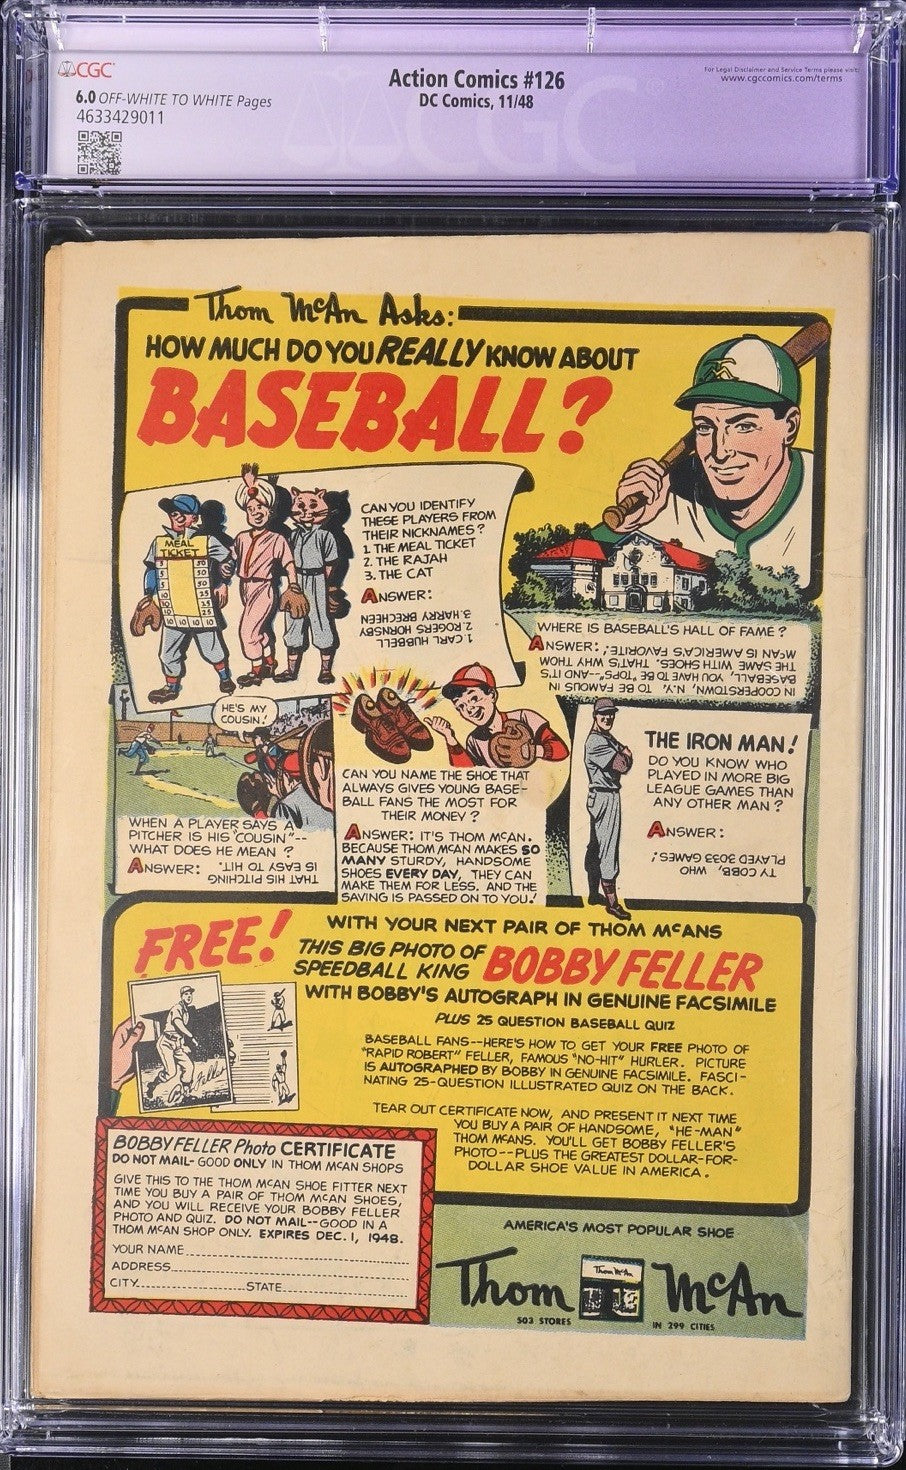 CGC
6.0 OFF-WHITE TO WHITE Pages
4633429011
Action Comics #126
DC Comics, 11/48
For Legal Disclaimer and Service Terms please visit:
www.cgccomics.com/terms
CGC
Thom McAn Asks:
HOW MUCH DO YOU REALLY KNOW ABOUT
BASEBALL?
MEAL
TICKET
CAN YOU IDENTIFY
THESE PLAYERS FROM
THEIR NICKNAMES?
1. THE MEAL TICKET
2. THE RAJAH
3. THE CAT
ANSWER:
1. CARL HUBBELL
2. ROGERS HORNSBY
3. HARRY BRECHEEN
WHERE IS BASEBALL'S HALL OF FAME?
ANSWER:
IN COOPERSTOWN, N.Y. TO BE FAMOUS IN
BASEBALL, YOU HAVE TO BE "TOPS"--AND IT'S
THE SAME WITH SHOES. THAT'S WHY THOM
McAN IS AMERICA'S FAVORITE.
HE'S MY
COUSIN!
WHEN A PLAYER SAYS A
PITCHER IS HIS "COUSIN"--
WHAT DOES HE MEAN?
ANSWER:
THAT HIS PITCHING
IS EASY TO HIT.
CAN YOU NAME THE SHOE THAT
ALWAYS GIVES YOUNG BASE-
BALL FANS THE MOST FOR
THEIR MONEY?
ANSWER: IT'S THOM McAN.
BECAUSE THOM McAN MAKES SO
MANY STURDY, HANDSOME
SHOES EVERY DAY, THEY CAN
MAKE THEM FOR LESS. AND THE
SAVING IS PASSED ON TO YOU!
THE IRON MAN!
DO YOU KNOW WHO
PLAYED IN MORE BIG
LEAGUE GAMES THAN
ANY OTHER MAN?
ANSWER:
TY COBB, WHO
PLAYED 3033 GAMES!
FREE!
WITH YOUR NEXT PAIR OF THOM McANS
THIS BIG PHOTO OF
SPEEDBALL KING BOBBY FELLER
WITH BOBBY'S AUTOGRAPH IN GENUINE FACSIMILE
PLUS 25 QUESTION BASEBALL QUIZ
BASEBALL FANS--HERE'S HOW TO GET YOUR FREE PHOTO OF
"RAPID ROBERT" FELLER, FAMOUS "NO-HIT" HURLER. PICTURE
IS AUTOGRAPHED BY BOBBY IN GENUINE FACSIMILE. FASCI-
NATING 25-QUESTION ILLUSTRATED QUIZ ON THE BACK.
TEAR OUT CERTIFICATE NOW, AND PRESENT IT NEXT TIME
YOU BUY A PAIR OF HANDSOME, "HE-MAN"
THOM McANS. YOU'LL GET BOBBY FELLER'S
PHOTO--PLUS THE GREATEST DOLLAR-FOR-
DOLLAR SHOE VALUE IN AMERICA.
BOBBY FELLER Photo CERTIFICATE
DO NOT MAIL-GOOD ONLY IN THOM McAN SHOPS
GIVE THIS TO THE THOM McAN SHOE FITTER NEXT
TIME YOU BUY A PAIR OF THOM McAN SHOES,
AND YOU WILL RECEIVE YOUR BOBBY FELLER
PHOTO AND QUIZ. DO NOT MAIL--GOOD IN A
THOM McAN SHOP ONLY. EXPIRES DEC. 1, 1948.
YOUR NAME
ADDRESS
CITY STATE
AMERICA'S MOST POPULAR SHOE
Thom McAn
Thom McAn
503 STORES IN 299 CITIES